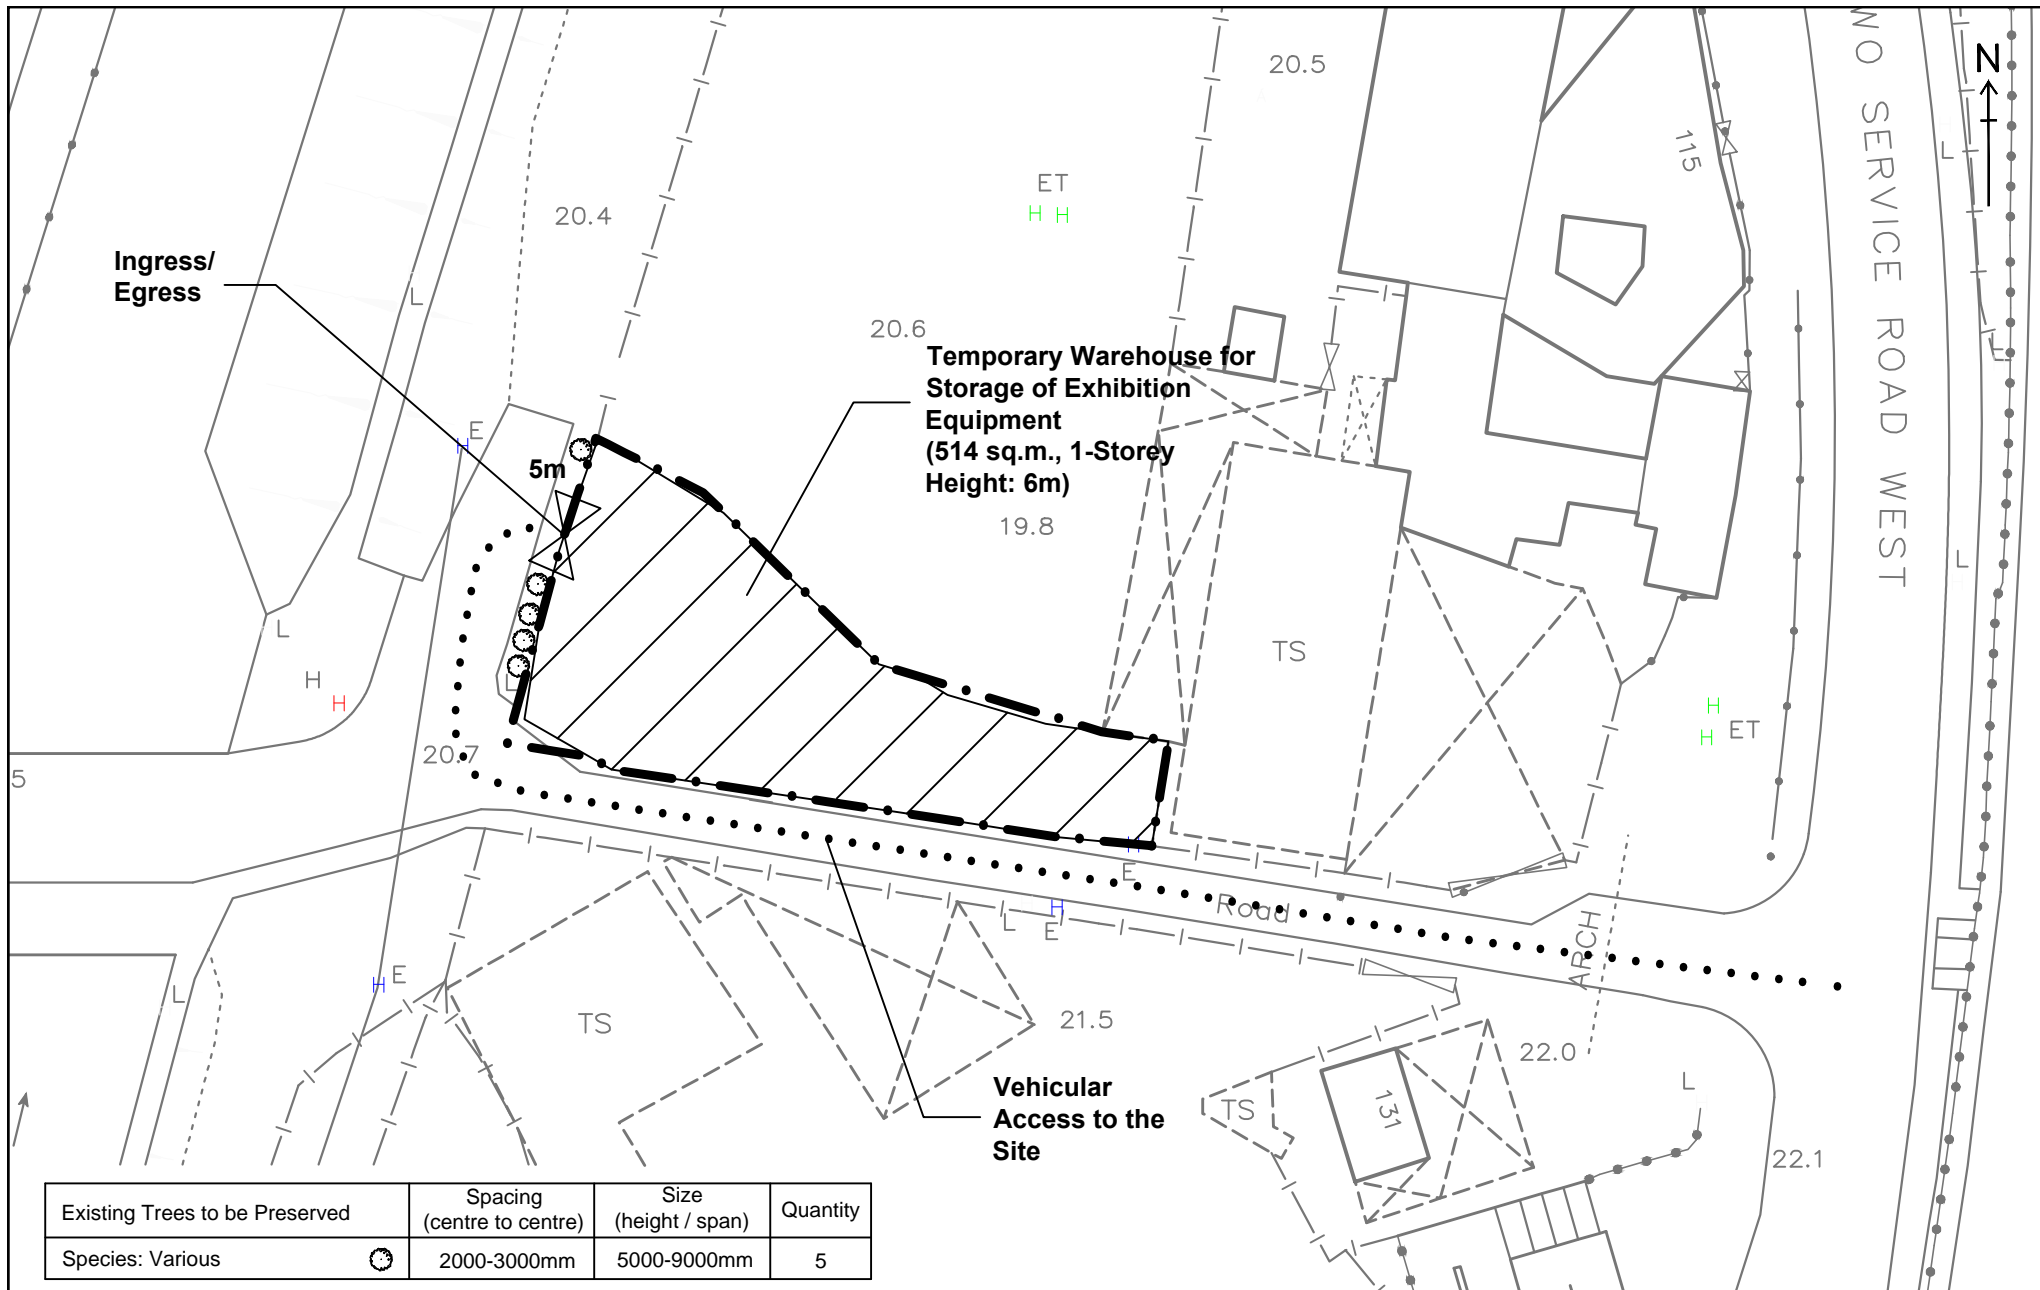 20.5
N
WO SERVICE ROAD WEST
L
115
ET
H H
20.4
Ingress/
Egress
L
20.6
Temporary Warehouse for
Storage of Exhibition
Equipment
(514 sq.m., 1-Storey
Height: 6m)
L
E
H
5m
19.8
L
L
TS
H
H
L
H
H
ET
20.7
5
H
E
Road
H
L
E
ARCH
E
H
L
TS
21.5
22.0
L
Vehicular
Access to the
Site
TS
131
22.1
Existing Trees to be Preserved
Spacing
(centre to centre)
Size
(height / span)
Quantity
Species: Various
2000-3000mm
5000-9000mm
5